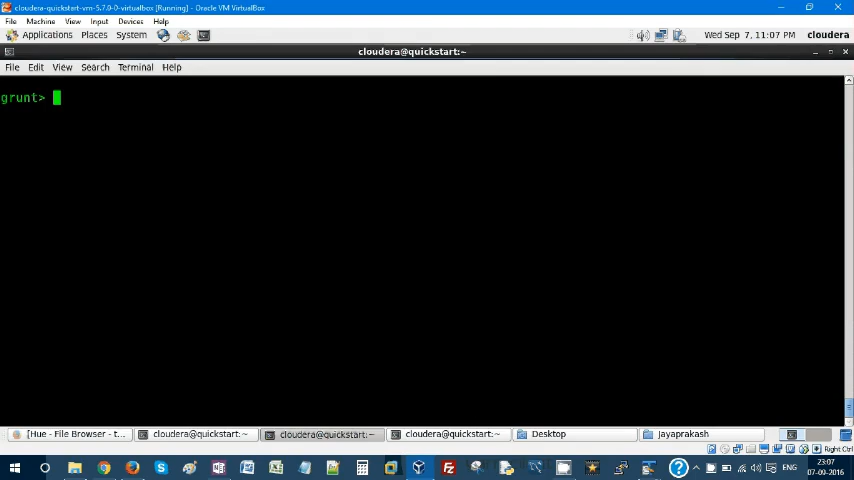 cloudera-quickstart-vm-5.7.0-0-virtualbox [Running] - Oracle VM VirtualBox
File Machine View Input Devices Help
Applications Places System Wed Sep 7, 11:07 PM cloudera
cloudera@quickstart:~
File Edit View Search Terminal Help
grunt>
[Hue - File Browser - t... cloudera@quickstart:~ cloudera@quickstart:~ cloudera@quickstart:~ Desktop Jayaprakash
Right Ctrl
ENG 23:07
07-09-2016